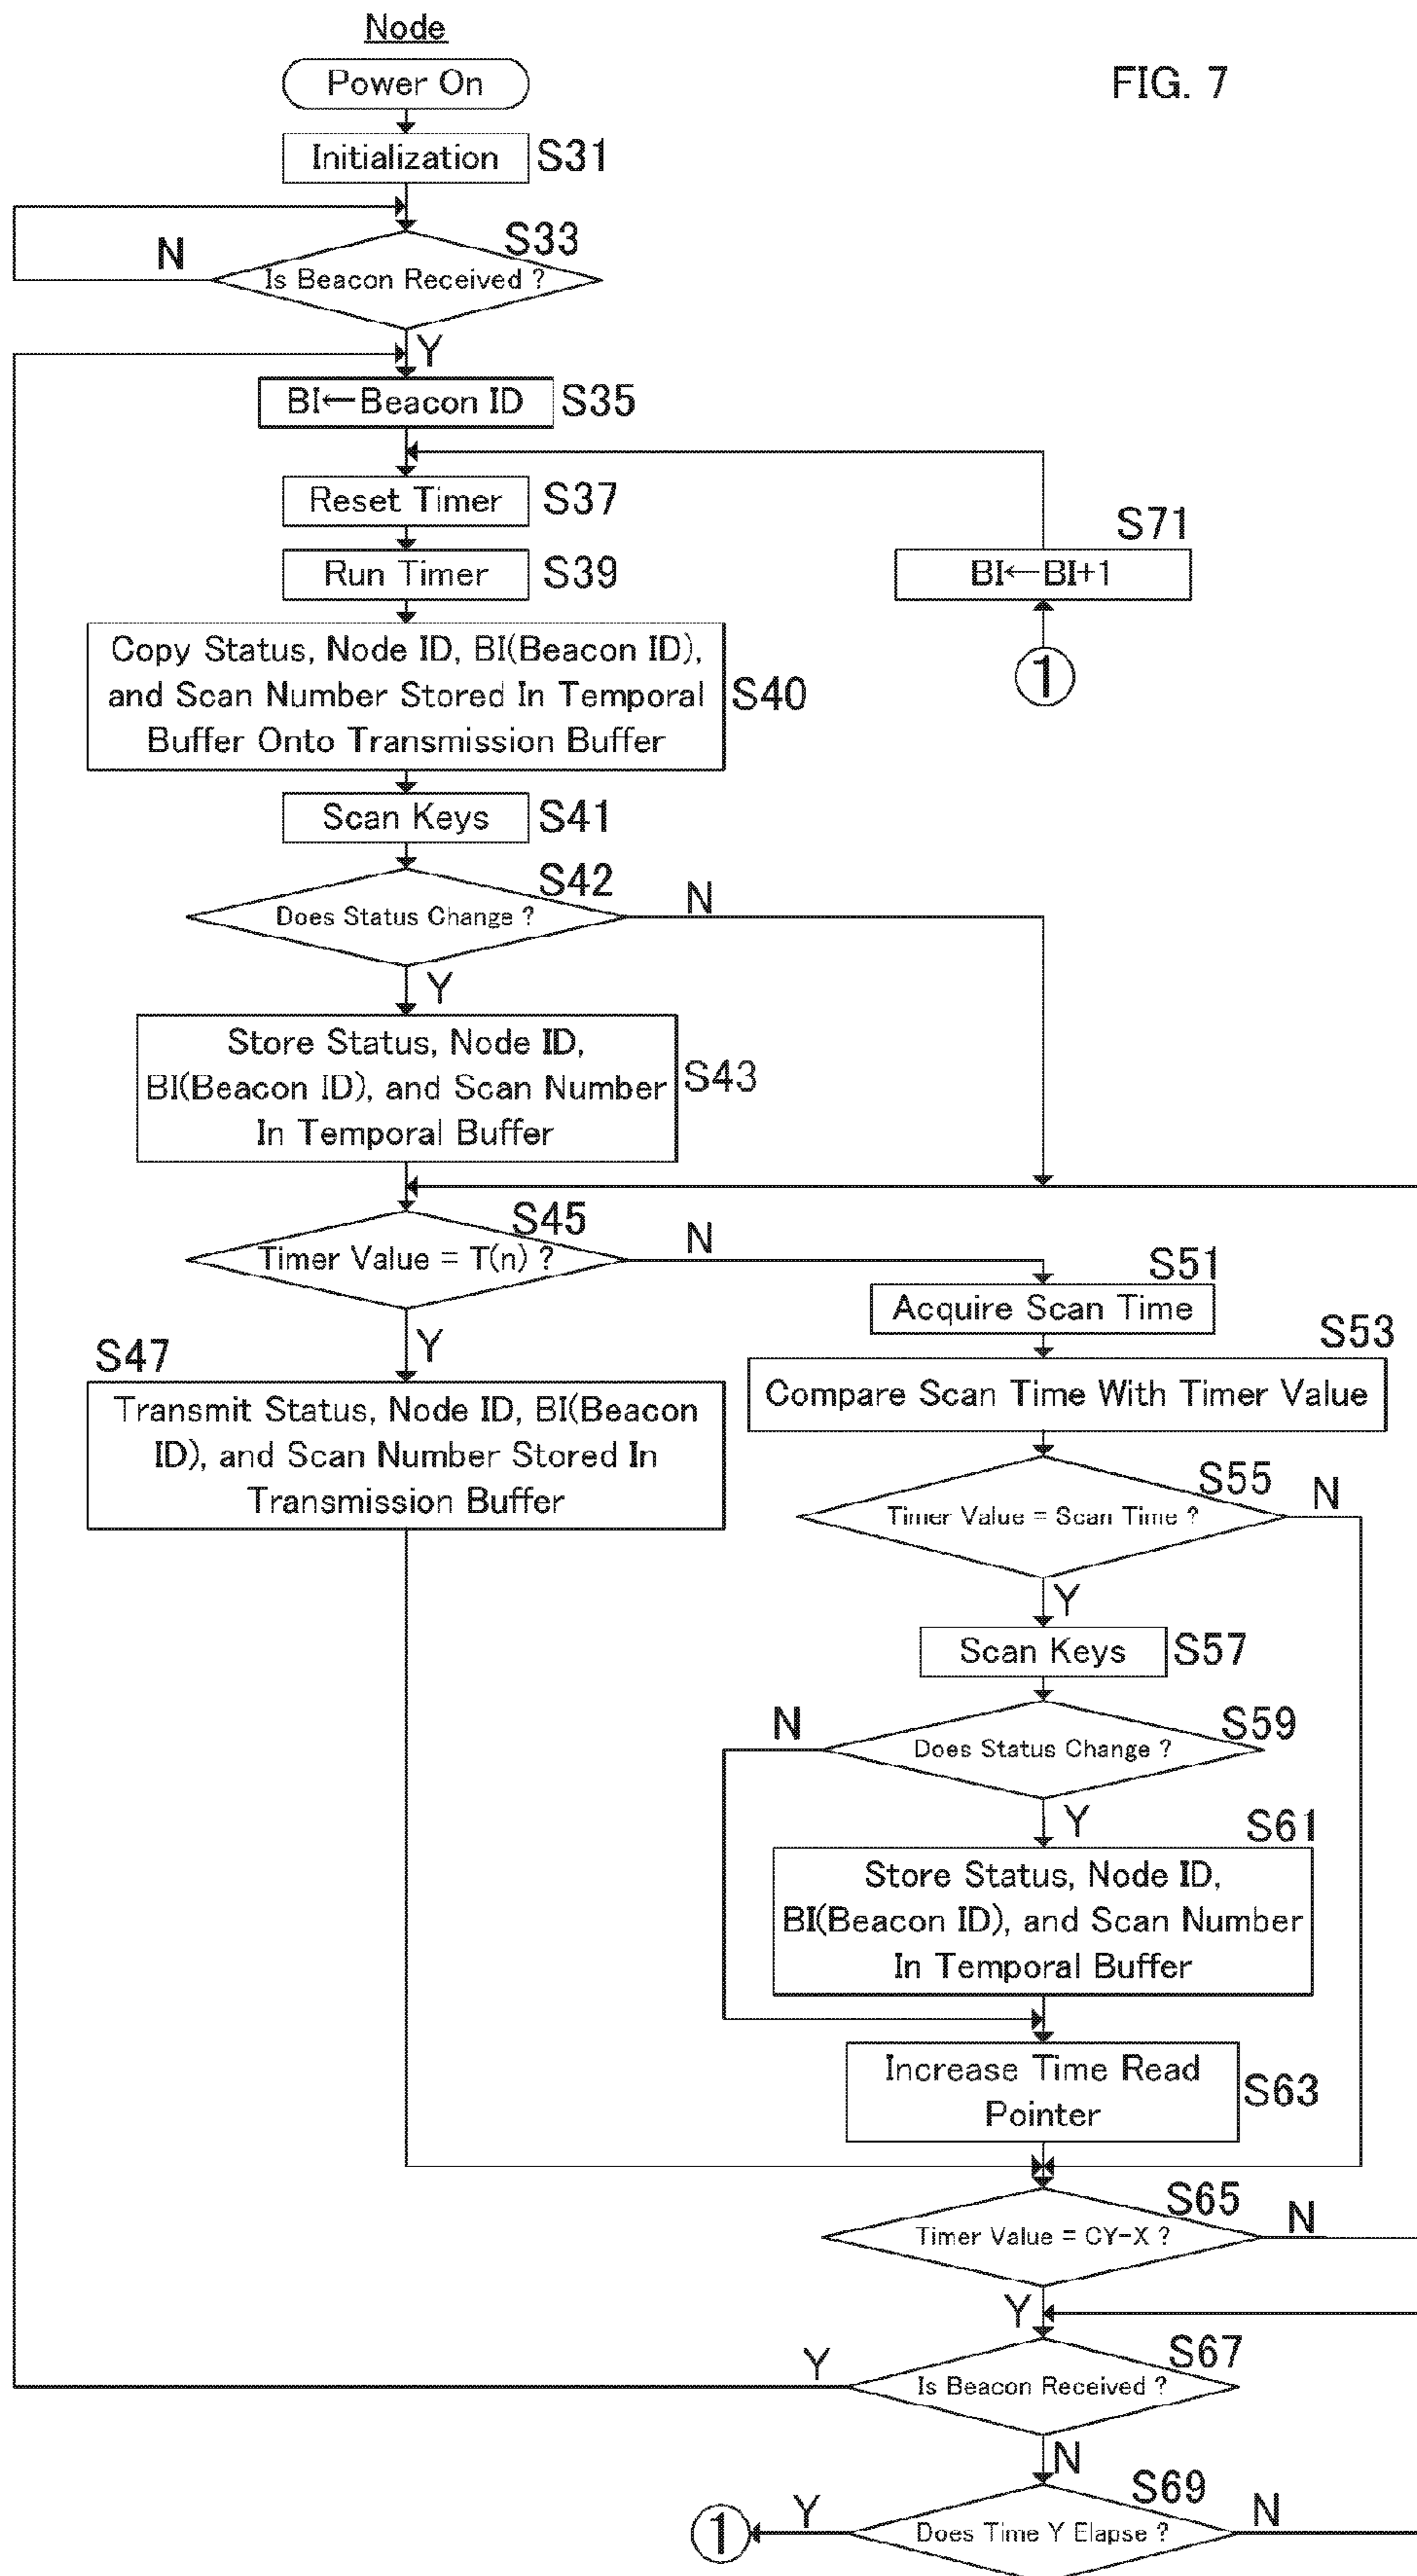 Node
FIG. 7
Power On
Initialization
S31
S33
N
Is Beacon Received ?
Y
BI←Beacon ID
S35
Reset Timer
S37
S71
BI←BI+1
Run Timer
S39
1
Copy Status, Node ID, BI(Beacon ID),
and Scan Number Stored In Temporal
Buffer Onto Transmission Buffer
S40
Scan Keys
S41
S42
Does Status Change ?
N
Y
Store Status, Node ID,
BI(Beacon ID), and Scan Number
In Temporal Buffer
S43
S45
Timer Value = T(n) ?
N
Y
S51
Acquire Scan Time
S47
Transmit Status, Node ID, BI(Beacon
ID), and Scan Number Stored In
Transmission Buffer
S53
Compare Scan Time With Timer Value
S55
Timer Value = Scan Time ?
N
Y
Scan Keys
S57
S59
N
Does Status Change ?
Y
S61
Store Status, Node ID,
BI(Beacon ID), and Scan Number
In Temporal Buffer
Increase Time Read
Pointer
S63
S65
Timer Value = CY-X ?
N
Y
S67
Y
Is Beacon Received ?
N
S69
1
Y
Does Time Y Elapse ?
N